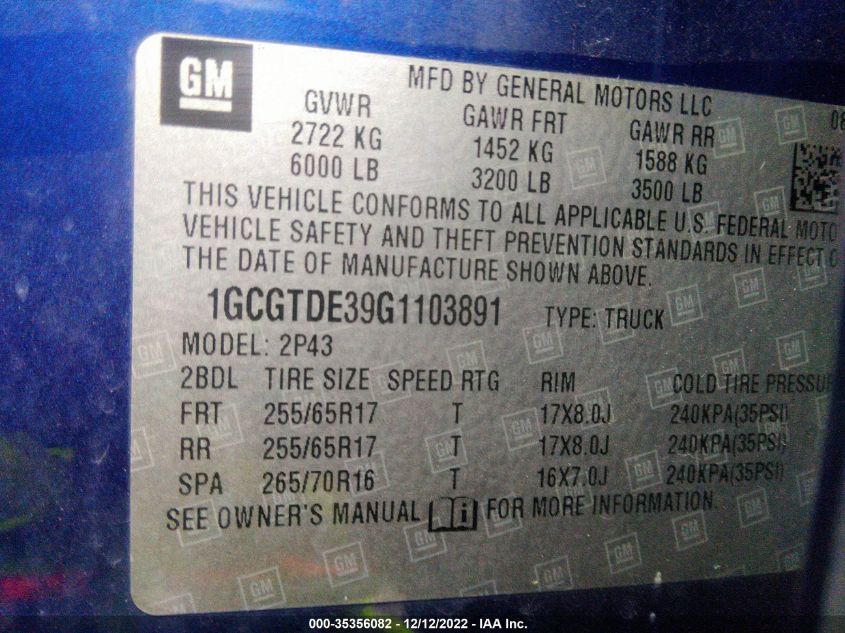 GM
MFD BY GENERAL MOTORS LLC 08
GVWR GAWR FRT GAWR RR
2722 KG 1452 KG 1588 KG
6000 LB 3200 LB 3500 LB
THIS VEHICLE CONFORMS TO ALL APPLICABLE U.S. FEDERAL MOTO
VEHICLE SAFETY AND THEFT PREVENTION STANDARDS IN EFFECT O
THE DATE OF MANUFACTURE SHOWN ABOVE.
1GCGTDE39G1103891 TYPE: TRUCK
MODEL: 2P43
2BDL TIRE SIZE SPEED RTG RIM COLD TIRE PRESSUR
FRT 255/65R17 T 17X8.0J 240KPA(35PSI)
RR 255/65R17 T 17X8.0J 240KPA(35PSI)
SPA 265/70R16 T 16X7.0J 240KPA(35PSI)
SEE OWNER'S MANUAL i FOR MORE INFORMATION.
000-35356082 - 12/12/2022 - IAA Inc.